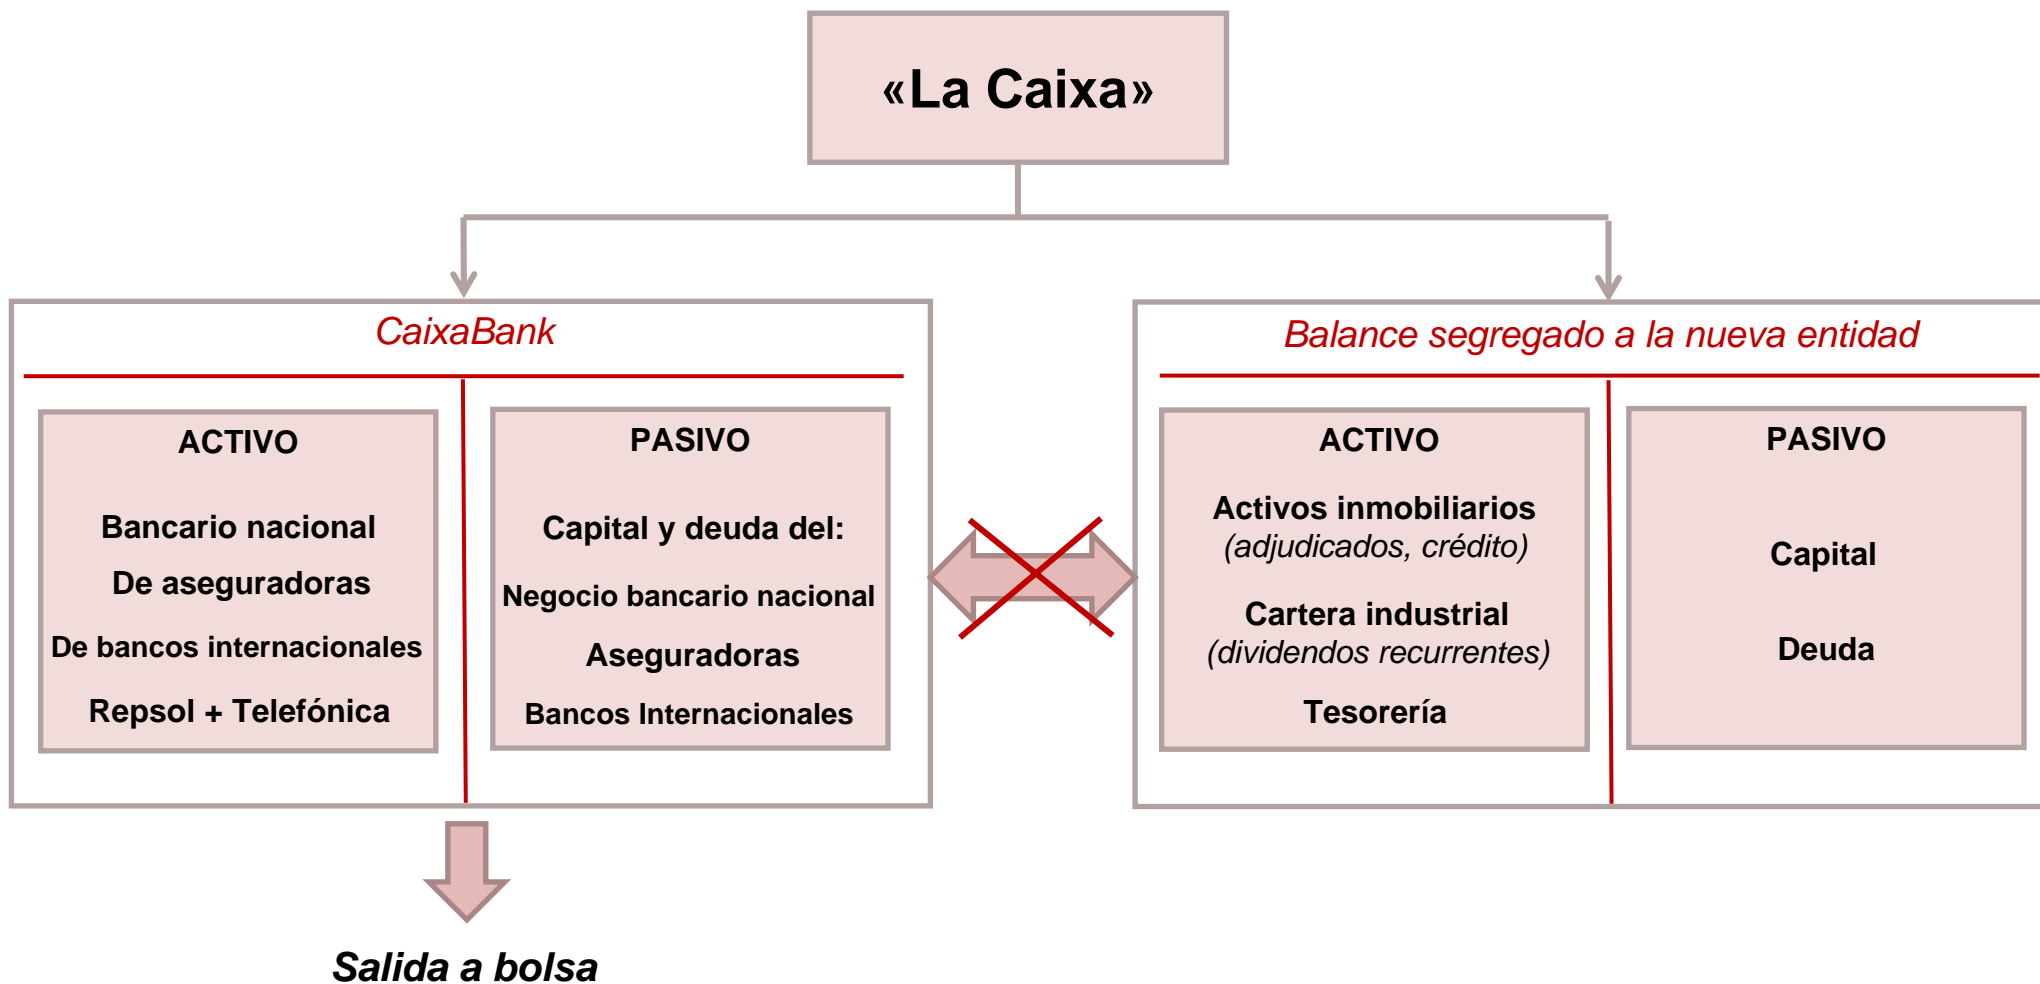 «La Caixa»
CaixaBank
ACTIVO
Bancario nacional
De aseguradoras
De bancos internacionales
Repsol + Telefónica
PASIVO
Capital y deuda del:
Negocio bancario nacional
Aseguradoras
Bancos Internacionales
Balance segregado a la nueva entidad
ACTIVO
Activos inmobiliarios
(adjudicados, crédito)
Cartera industrial
(dividendos recurrentes)
Tesorería
PASIVO
Capital
Deuda
Salida a bolsa